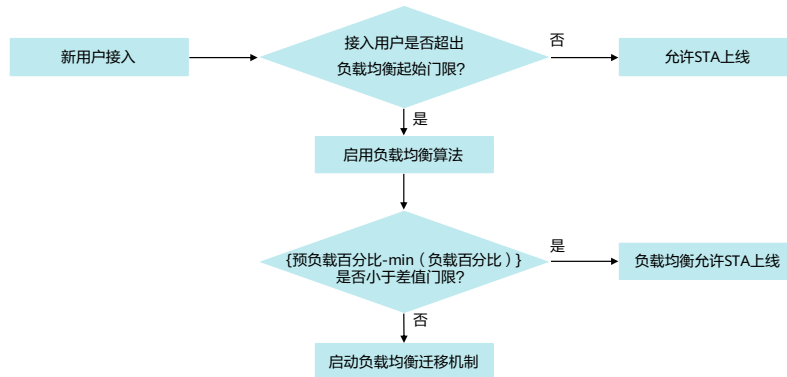 新用户接入
接入用户是否超出
负载均衡起始门限？
否
允许STA上线
是
启用负载均衡算法
{预负载百分比-min（负载百分比）}
是否小于差值门限？
是
负载均衡允许STA上线
否
启动负载均衡迁移机制